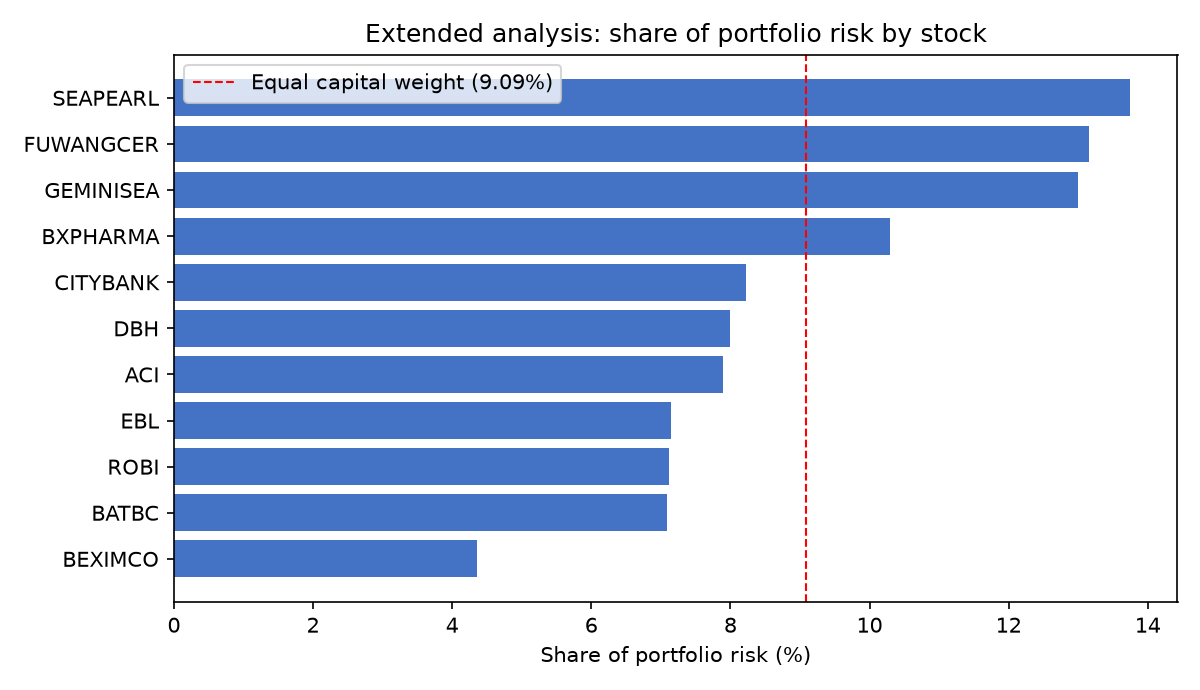 Extended analysis: share of portfolio risk by stock
Equal capital weight (9.09%)
SEAPEARL
FUWANGCER
GEMINISEA
BXPHARMA
CITYBANK
DBH
ACI
EBL
ROBI
BATBC
BEXIMCO
0 2 4 6 8 10 12 14
Share of portfolio risk (%)